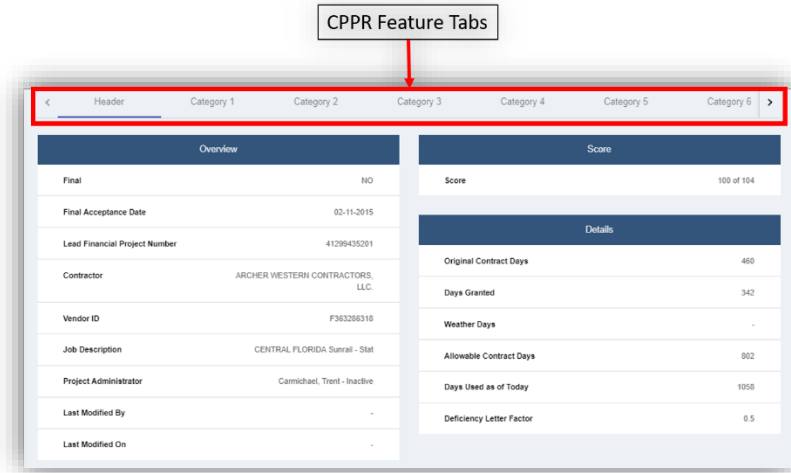 CPPR Feature Tabs
< Header Category 1 Category 2 Category 3 Category 4 Category 5 Category 6 >
Overview
Final NO
Final Acceptance Date 02-11-2015
Lead Financial Project Number 41299435201
Contractor ARCHER WESTERN CONTRACTORS,
LLC.
Vendor ID F363286318
Job Description CENTRAL FLORIDA Sunrail - Stat
Project Administrator Carmichael, Trent - Inactive
Last Modified By -
Last Modified On -
Score
Score 100 of 104
Details
Original Contract Days 460
Days Granted 342
Weather Days -
Allowable Contract Days 802
Days Used as of Today 1058
Deficiency Letter Factor 0.5